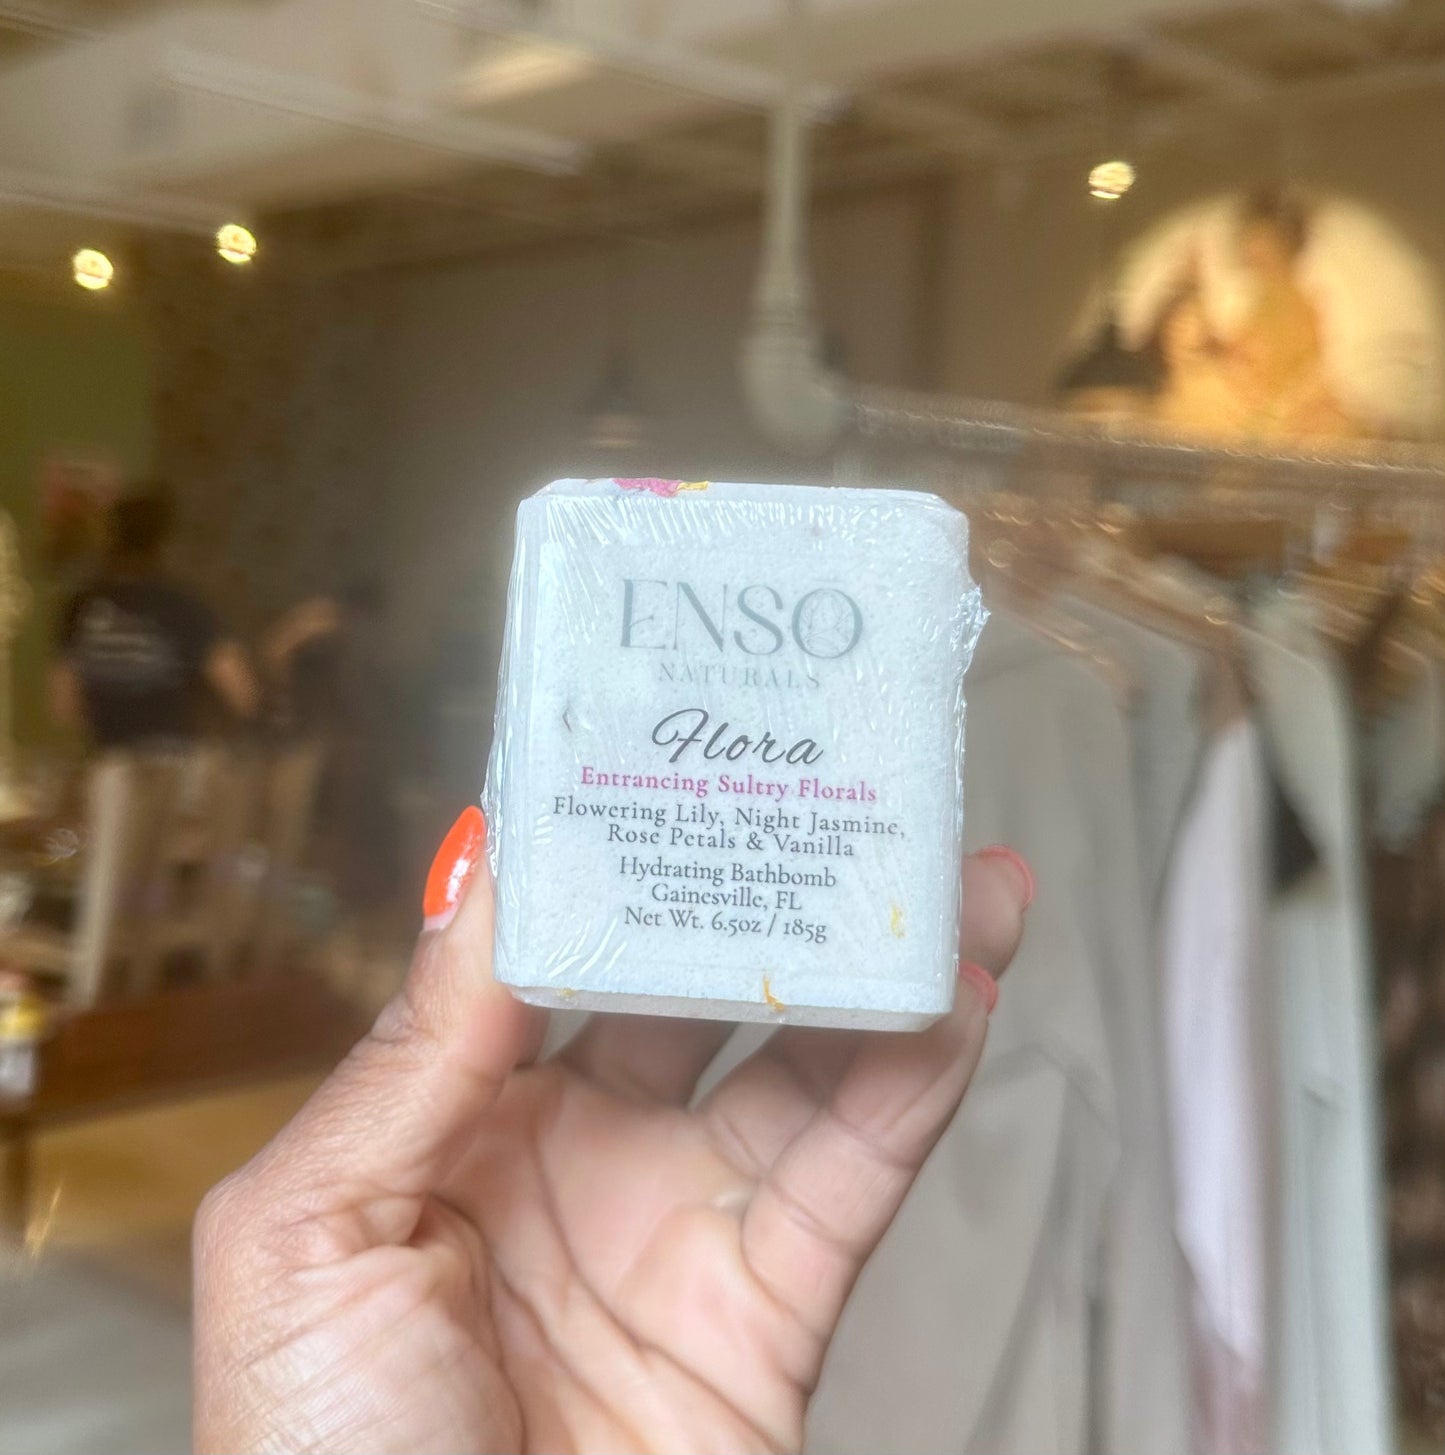 ENSO
NATURALS
Flora
Entrancing Sultry Florals
Flowering Lily, Night Jasmine,
Rose Petals & Vanilla
Hydrating Bathbomb
Gainesville, FL
Net Wt. 6.5oz / 185g